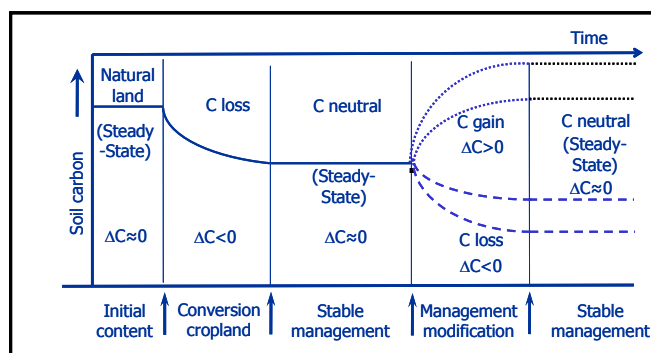 Time
Natural
land
C loss
C neutral
(Steady
-State)
(Steady-
State)
C gain
ΔC>0
C neutral
(Steady-
State)
ΔC≈0
Soil carbon
ΔC≈0
ΔC<0
ΔC≈0
C loss
ΔC<0
Initial
content
Conversion
cropland
Stable
management
Management
modification
Stable
management